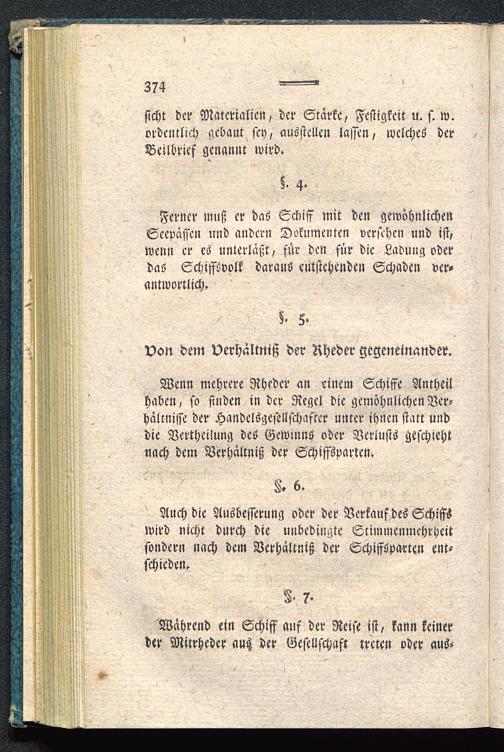 374
ſicht der Materialien, der Stärke, Feſtigkeit u. ſ. w.
ordentlich gebaut ſey, ausſtellen laſſen, welches der
Beilbrief genannt wird.
§. 4.
Ferner muß er das Schiff mit den gewöhnlichen
Seepäſſen und andern Dokumenten verſehen und iſt,
wenn er es unterläßt, für den für die Ladung oder
das Schiffsvolk daraus entſtehenden Schaden ver-
antwortlich.
§. 5.
Von dem Verhältniß der Rheder gegeneinander.
Wenn mehrere Rheder an einem Schiffe Antheil
haben, ſo finden in der Regel die gewöhnlichen Ver-
hältniſſe der Handelsgeſellſchafter unter ihnen ſtatt und
die Vertheilung des Gewinns oder Verluſts geſchieht
nach dem Verhältniß der Schiffsparten.
§. 6.
Auch die Ausbeſſerung oder der Verkauf des Schiffs
wird nicht durch die unbedingte Stimmenmehrheit
ſondern nach dem Verhältniß der Schiffsparten ent-
ſchieden.
§. 7.
Während ein Schiff auf der Reiſe iſt, kann keiner
der Mitrheder aus der Geſellſchaft treten oder aus-